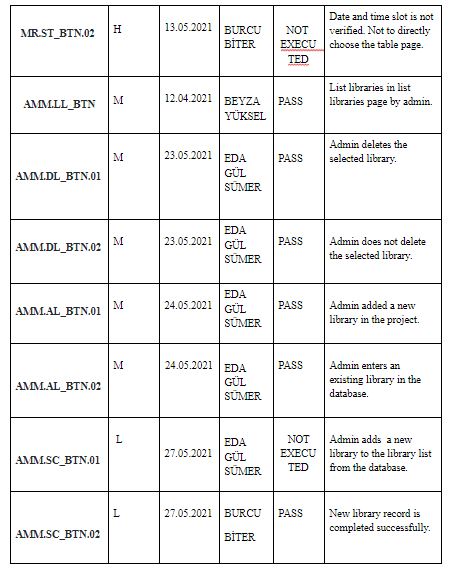 MR.ST_BTN.02
H
13.05.2021
BURCU
BİTER
NOT
EXECU
TED
Date and time slot is not
verified. Not to directly
choose the table page.
AMM.LL_BTN
M
12.04.2021
BEYZA
YÜKSEL
PASS
List libraries in list
libraries page by admin.
AMM.DL_BTN.01
M
23.05.2021
EDA
GÜL
SÜMER
PASS
Admin deletes the
selected library.
AMM.DL_BTN.02
M
23.05.2021
EDA
GÜL
SÜMER
PASS
Admin does not delete
the selected library.
AMM.AL_BTN.01
M
24.05.2021
EDA
GÜL
SÜMER
PASS
Admin added a new
library in the project.
AMM.AL_BTN.02
M
24.05.2021
EDA
GÜL
SÜMER
PASS
Admin enters an
existing library in the
database.
AMM.SC_BTN.01
L
27.05.2021
EDA
GÜL
SÜMER
NOT
EXECU
TED
Admin adds a new
library to the library list
from the database.
AMM.SC_BTN.02
L
27.05.2021
BURCU
BİTER
PASS
New library record is
completed successfully.